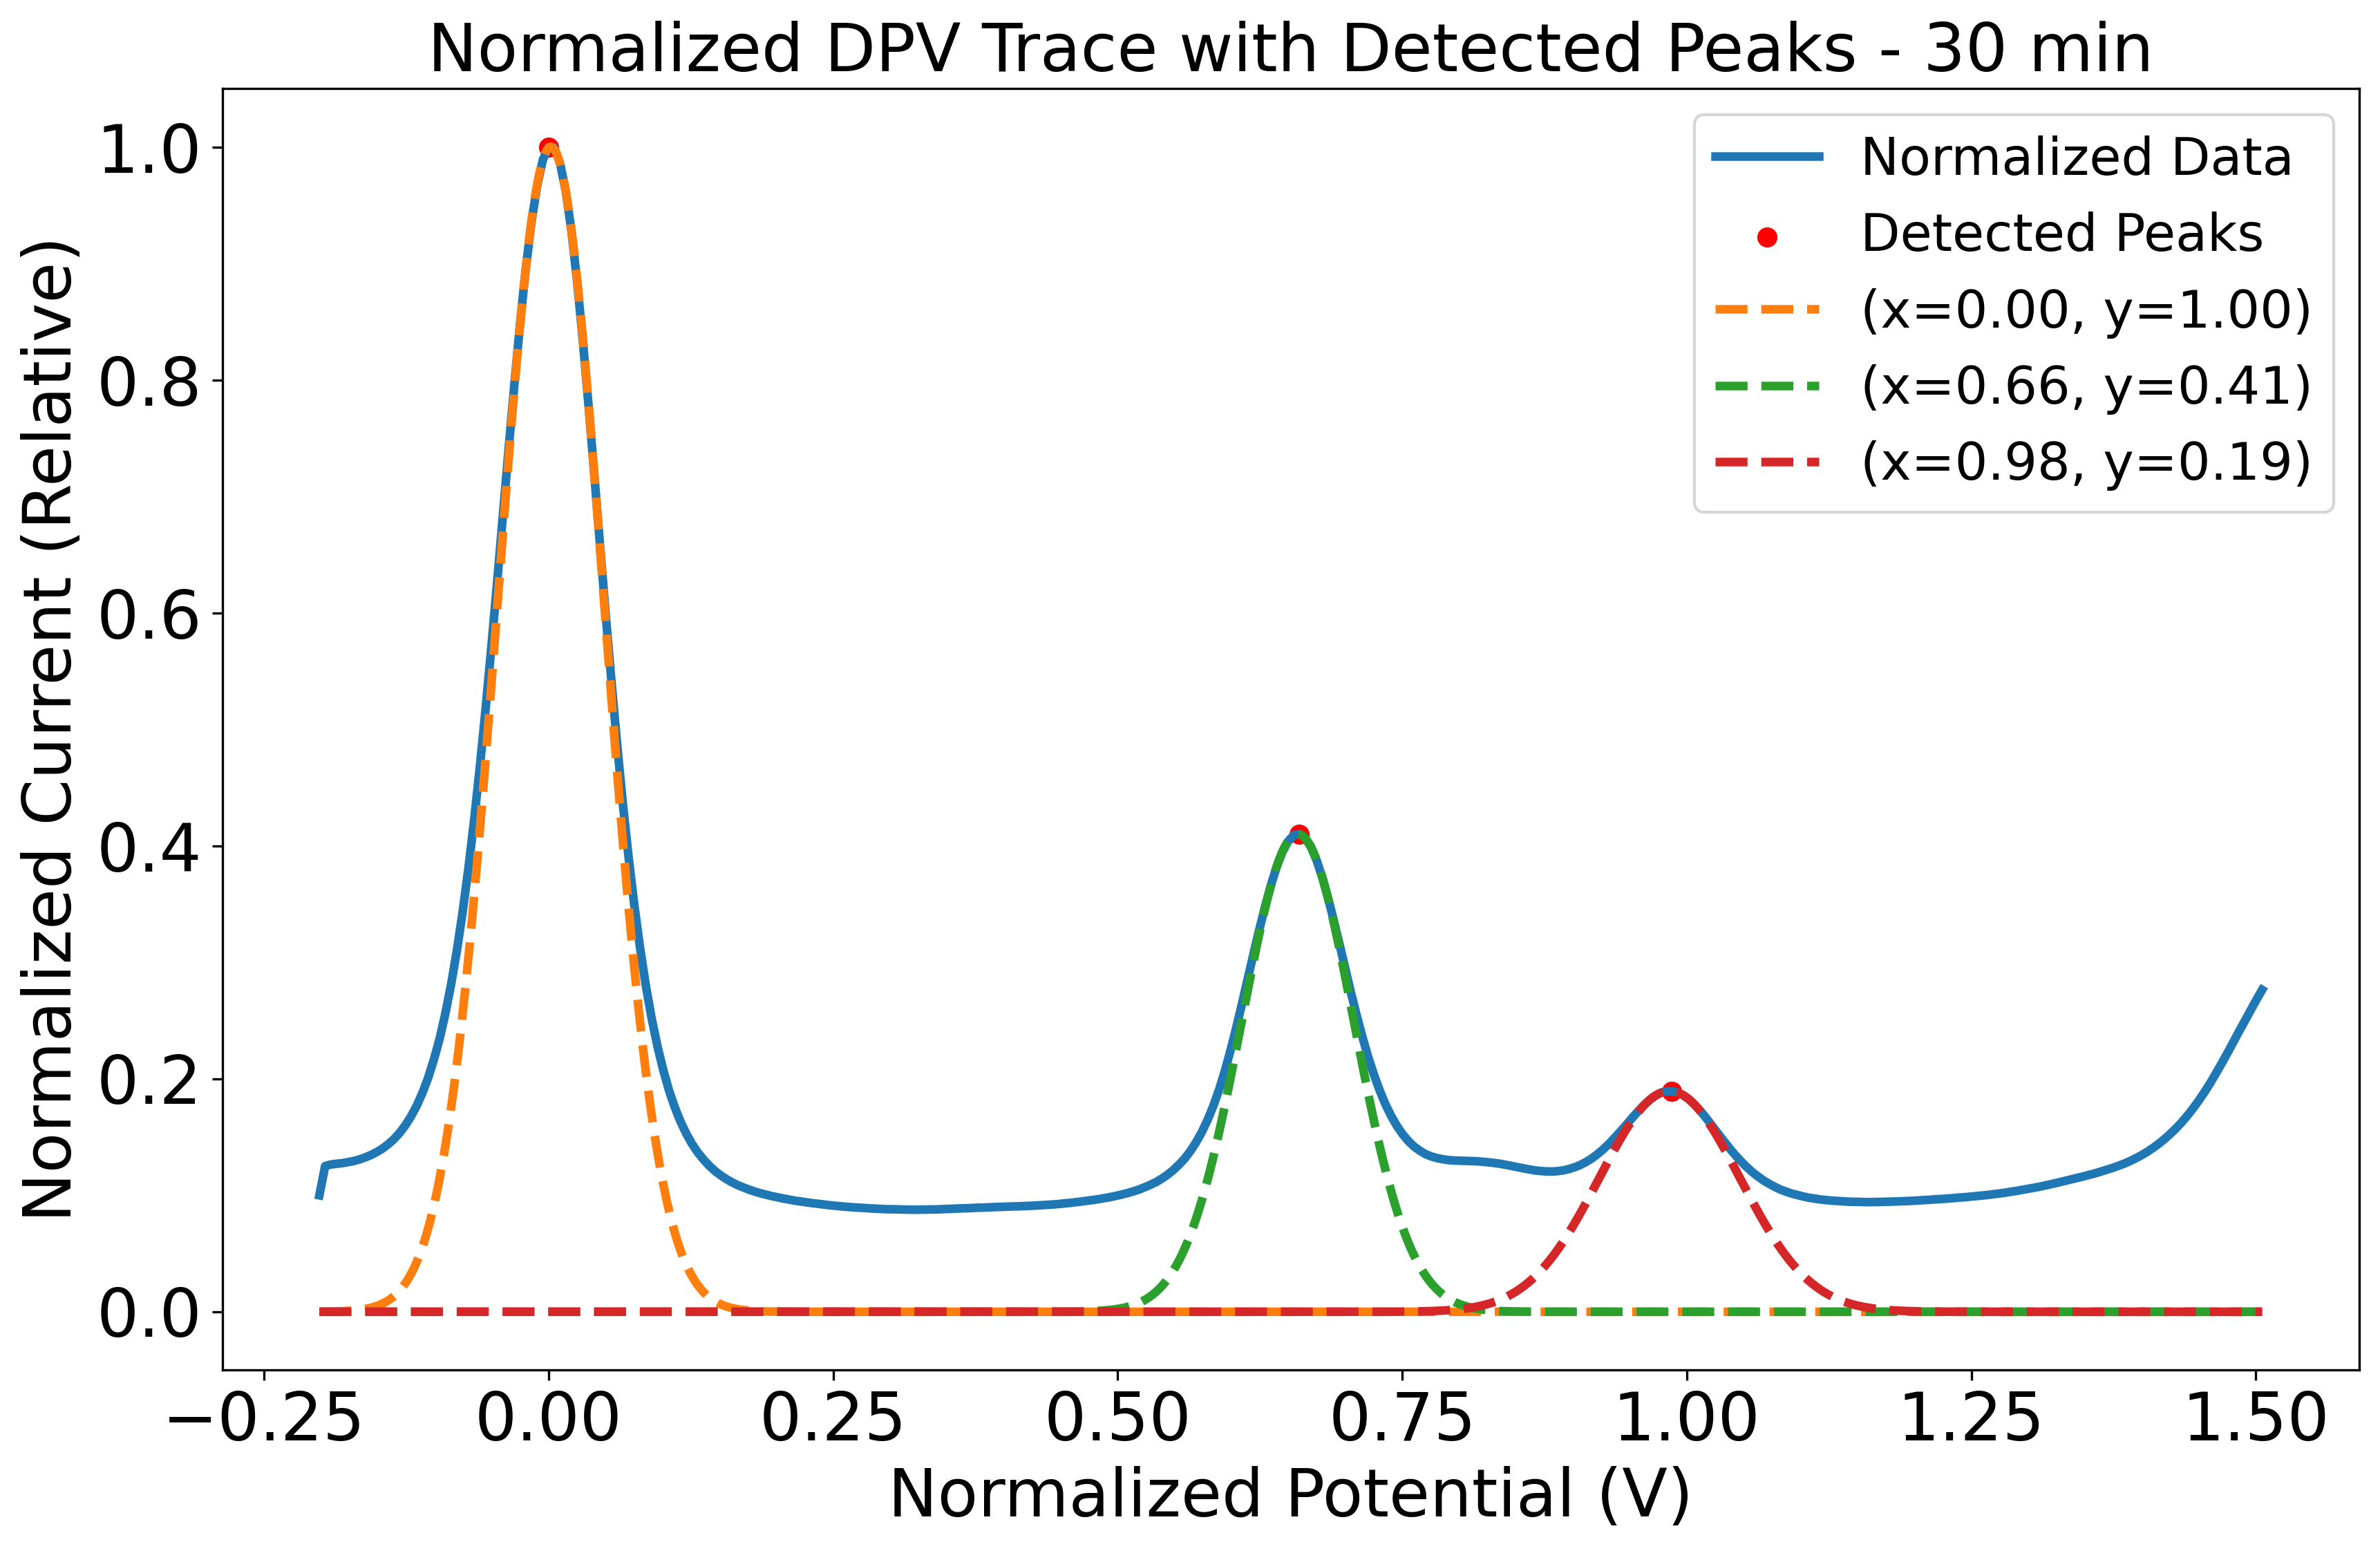 Normalized DPV Trace with Detected Peaks - 30 min
Normalized Current (Relative)
1.0
0.8
0.6
0.4
0.2
0.0
Normalized Data
Detected Peaks
(x=0.00, y=1.00)
(x=0.66, y=0.41)
(x=0.98, y=0.19)
−0.25 0.00 0.25 0.50 0.75 1.00 1.25 1.50
Normalized Potential (V)